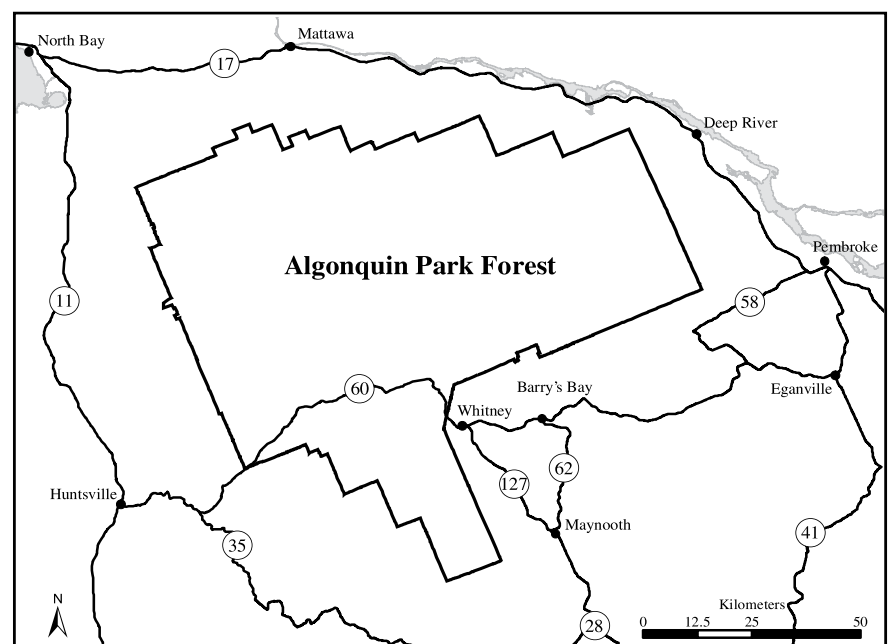 North Bay
Mattawa
17
Deep River
Pembroke
Algonquin Park Forest
11
58
60
Barry's Bay
Eganville
Whitney
62
127
Huntsville
Maynooth
41
35
N
Kilometers
28
0 12.5 25 50